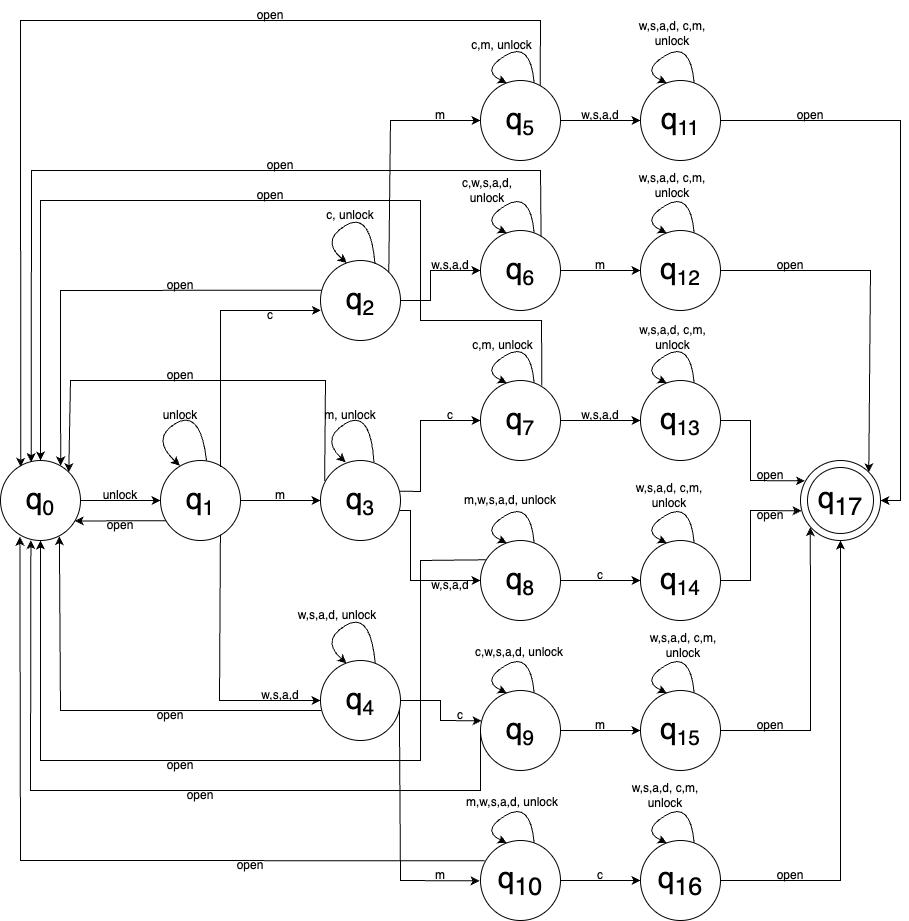 open
c,m, unlock
w,s,a,d, c,m,
unlock
q5
m
w,s,a,d
q11
open
open
c,w,s,a,d,
unlock
w,s,a,d, c,m,
unlock
open
c, unlock
w,s,a,d
q6
m
q12
open
open
q2
c
c,m, unlock
w,s,a,d, c,m,
unlock
open
unlock
m, unlock
c
q7
w,s,a,d
q13
open
q0
unlock
q1
m
q3
open
m,w,s,a,d, unlock
w,s,a,d, c,m,
unlock
q17
open
w,s,a,d
q8
c
q14
w,s,a,d, unlock
c,w,s,a,d, unlock
w,s,a,d, c,m,
unlock
w,s,a,d
q4
open
c
q9
m
q15
open
open
open
m,w,s,a,d, unlock
w,s,a,d, c,m,
unlock
open
m
q10
c
q16
open